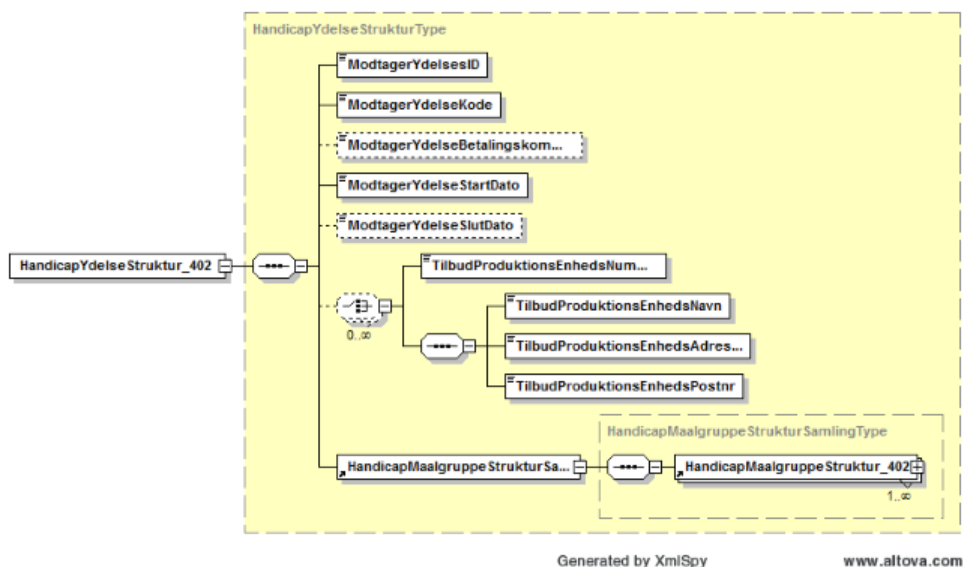 HandicapYdelseStrukturType
ModtagerYdelsesID
ModtagerYdelseKode
ModtagerYdelseBetalingskom...
ModtagerYdelseStartDato
ModtagerYdelseSlutDato
HandicapYdelseStruktur_402
TilbudProduktionsEnhedsNum...
0..∞
TilbudProduktionsEnhedsNavn
TilbudProduktionsEnhedsAdres...
TilbudProduktionsEnhedsPostnr
HandicapMaalgruppeStrukturSamlingType
HandicapMaalgruppeStrukturSa...
HandicapMaalgruppeStruktur_402
1..∞
Generated by XmlSpy www.altova.com